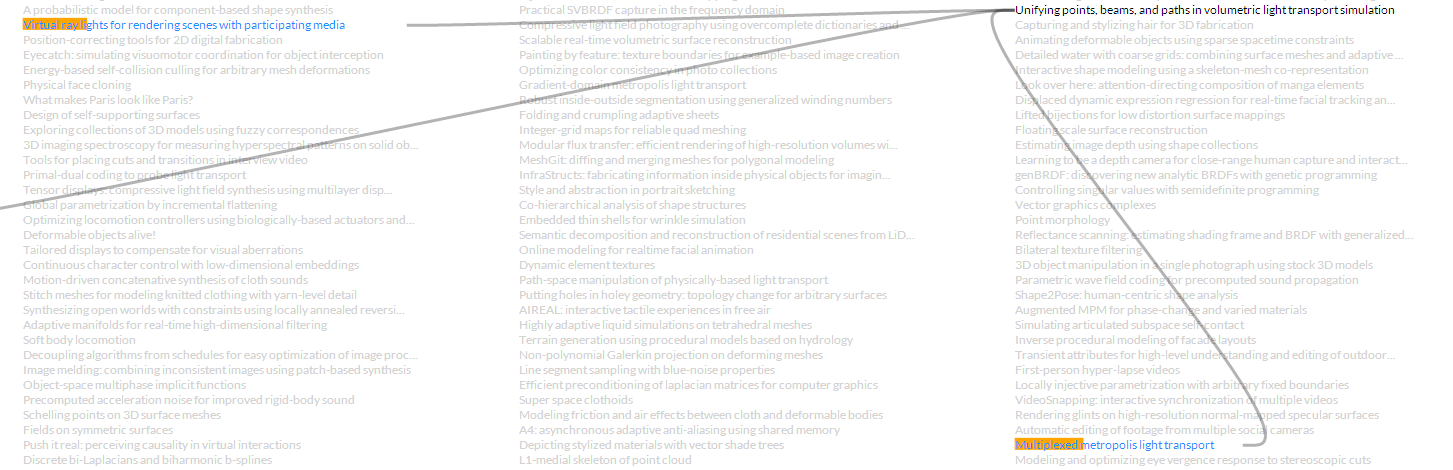 A probabilistic model for component-based shape synthesis
Virtual ray lights for rendering scenes with participating media
Position-correcting tools for 2D digital fabrication
Eyecatch: simulating visuomotor coordination for object interception
Energy-based self-collision culling for arbitrary mesh deformations
Physical face cloning
What makes Paris look like Paris?
Design of self-supporting surfaces
Exploring collections of 3D models using fuzzy correspondences
3D imaging spectroscopy for measuring hyperspectral patterns on solid ob...
Tools for placing cuts and transitions in interview video
Primal-dual coding to probe light transport
Tensor displays: compressive light field synthesis using multilayer disp...
Global parametrization by incremental flattening
Optimizing locomotion controllers using biologically-based actuators and...
Deformable objects alive!
Tailored displays to compensate for visual aberrations
Continuous character control with low-dimensional embeddings
Motion-driven concatenative synthesis of cloth sounds
Stitch meshes for modeling knitted clothing with yarn-level detail
Synthesizing open worlds with constraints using locally annealed reversi...
Adaptive manifolds for real-time high-dimensional filtering
Soft body locomotion
Decoupling algorithms from schedules for easy optimization of image proc...
Image melding: combining inconsistent images using patch-based synthesis
Object-space multiphase implicit functions
Precomputed acceleration noise for improved rigid-body sound
Schelling points on 3D surface meshes
Fields on symmetric surfaces
Push it real: perceiving causality in virtual interactions
Discrete bi-Laplacians and biharmonic b-splines
Practical SVBRDF capture in the frequency domain
Compressive light field photography using overcomplete dictionaries and...
Scalable real-time volumetric surface reconstruction
Painting by feature: texture boundaries for example-based image creation
Optimizing color consistency in photo collections
Gradient-domain metropolis light transport
Robust inside-outside segmentation using generalized winding numbers
Folding and crumpling adaptive sheets
Integer-grid maps for reliable quad meshing
Modular flux transfer: efficient rendering of high-resolution volumes wi...
MeshGit: diffing and merging meshes for polygonal modeling
InfraStructs: fabricating information inside physical objects for imagin...
Style and abstraction in portrait sketching
Co-hierarchical analysis of shape structures
Embedded thin shells for wrinkle simulation
Semantic decomposition and reconstruction of residential scenes from LiD...
Online modeling for realtime facial animation
Dynamic element textures
Path-space manipulation of physically-based light transport
Putting holes in holey geometry: topology change for arbitrary surfaces
AIREAL: interactive tactile experiences in free air
Highly adaptive liquid simulations on tetrahedral meshes
Terrain generation using procedural models based on hydrology
Non-polynomial Galerkin projection on deforming meshes
Line segment sampling with blue-noise properties
Efficient preconditioning of laplacian matrices for computer graphics
Super space clothoids
Modeling friction and air effects between cloth and deformable bodies
A4: asynchronous adaptive anti-aliasing using shared memory
Depicting stylized materials with vector shade trees
L1-medial skeleton of point cloud
Unifying points, beams, and paths in volumetric light transport simulation
Capturing and stylizing hair for 3D fabrication
Animating deformable objects using sparse spacetime constraints
Detailed water with coarse grids: combining surface meshes and adaptive ...
Interactive shape modeling using a skeleton-mesh co-representation
Look over here: attention-directing composition of manga elements
Displaced dynamic expression regression for real-time facial tracking an...
Lifted bijections for low distortion surface mappings
Floating scale surface reconstruction
Estimating image depth using shape collections
Learning to be a depth camera for close-range human capture and interact...
genBRDF: discovering new analytic BRDFs with genetic programming
Controlling singular values with semidefinite programming
Vector graphics complexes
Point morphology
Reflectance scanning: estimating shading frame and BRDF with generalized...
Bilateral texture filtering
3D object manipulation in a single photograph using stock 3D models
Parametric wave field coding for precomputed sound propagation
Shape2Pose: human-centric shape analysis
Augmented MPM for phase-change and varied materials
Simulating articulated subspace self-contact
Inverse procedural modeling of facade layouts
Transient attributes for high-level understanding and editing of outdoor...
First-person hyper-lapse videos
Locally injective parametrization with arbitrary fixed boundaries
VideoSnapping: interactive synchronization of multiple videos
Rendering glints on high-resolution normal-mapped specular surfaces
Automatic editing of footage from multiple social cameras
Multiplexed metropolis light transport
Modeling and optimizing eye vergence response to stereoscopic cuts